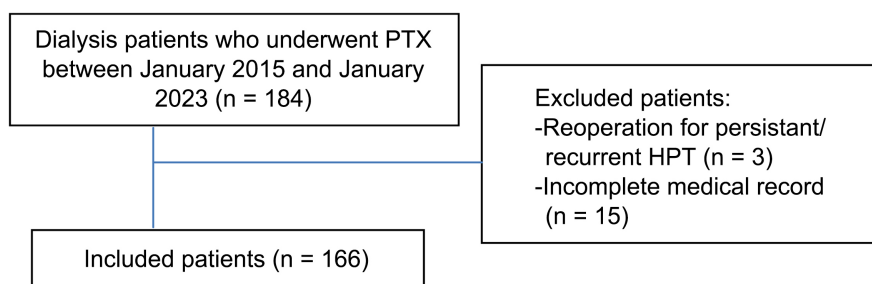 Dialysis patients who underwent PTX
between January 2015 and January
2023 (n = 184)
Excluded patients:
-Reoperation for persistant/
recurrent HPT (n = 3)
-Incomplete medical record
(n = 15)
Included patients (n = 166)